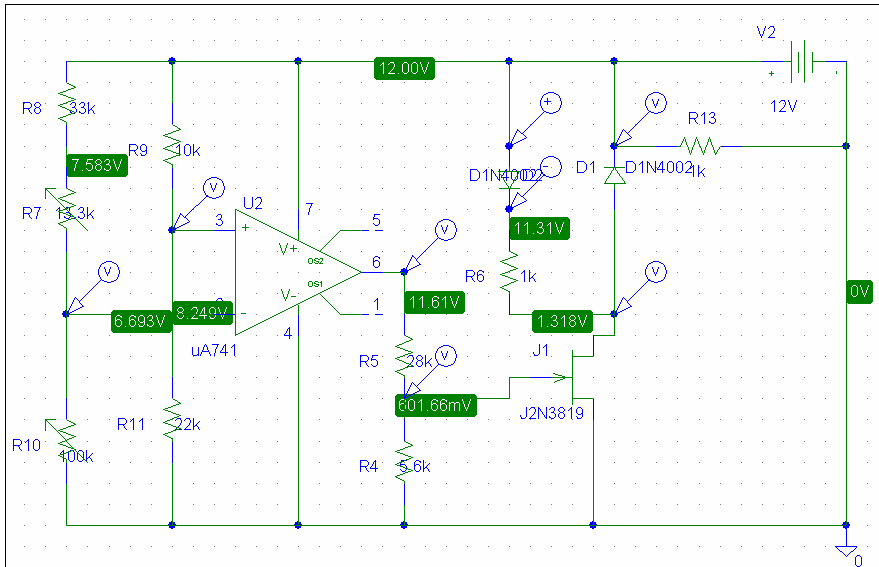 V2
12.00V
+
-
12V
R8
33k
+
V
R13
R9
10k
7.583V
D1N4002
D1
D1N4002
1k
-
V
U2
R7
3
7
5
+
V+
OS2
11.31V
V
6
V
R6
1k
V
V
OS1
V-
11.61V
0V
6.693V
8.249V
-
1
1.318V
4
uA741
R5
28k
V
J1
601.66mV
J2N3819
R11
22k
R10
100k
R4
5.6k
0